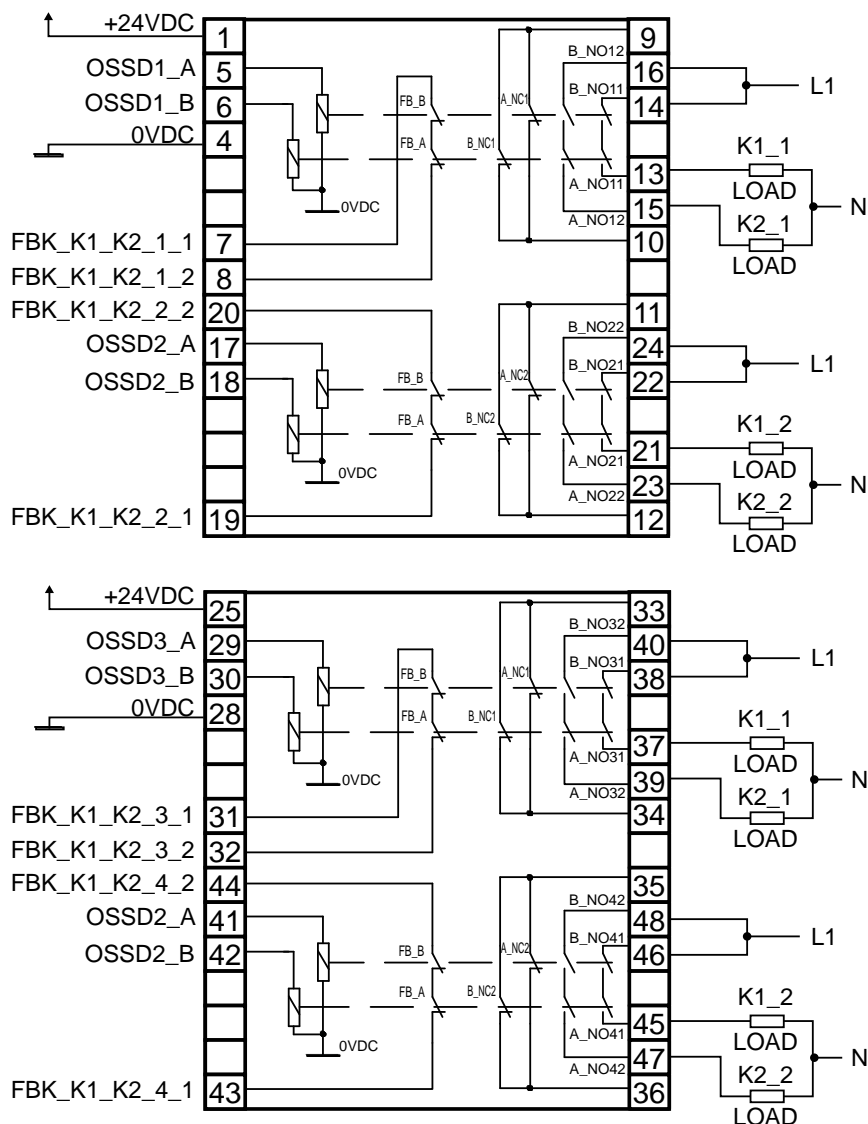 +24VDC 1 9
B_NO12
OSSD1_A 5 16
FB_B A_NC1 B_NO11 L1
OSSD1_B 6 14
0VDC 4
FB_A B_NC1 K1_1
A_NO11 13 LOAD
15 N
0VDC A_NO12 K2_1
FBK_K1_K2_1_1 7 10 LOAD
FBK_K1_K2_1_2 8
FBK_K1_K2_2_2 20 11
B_NO22
OSSD2_A 17 24
B_NO21 L1
OSSD2_B 18 FB_B A_NC2 22
FB_A B_NC2 K1_2
21 LOAD
A_NO21
0VDC 23 N
A_NO22 K2_2
FBK_K1_K2_2_1 19 12 LOAD
+24VDC 25 33
B_NO32
OSSD3_A 29 40
FB_B A_NC1 B_NO31 L1
OSSD3_B 30 38
0VDC 28
FB_A B_NC1 K1_1
37 LOAD
A_NO31
0VDC 39 N
A_NO32 K2_1
FBK_K1_K2_3_1 31 34 LOAD
FBK_K1_K2_3_2 32
FBK_K1_K2_4_2 44 35
B_NO42
OSSD2_A 41 48
B_NO41 L1
OSSD2_B 42 FB_B A_NC2 46
FB_A B_NC2 K1_2
45 LOAD
A_NO41
0VDC 47 N
A_NO42 K2_2
FBK_K1_K2_4_1 43 36 LOAD